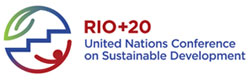 RIO+20
United Nations Conference
on Sustainable Development